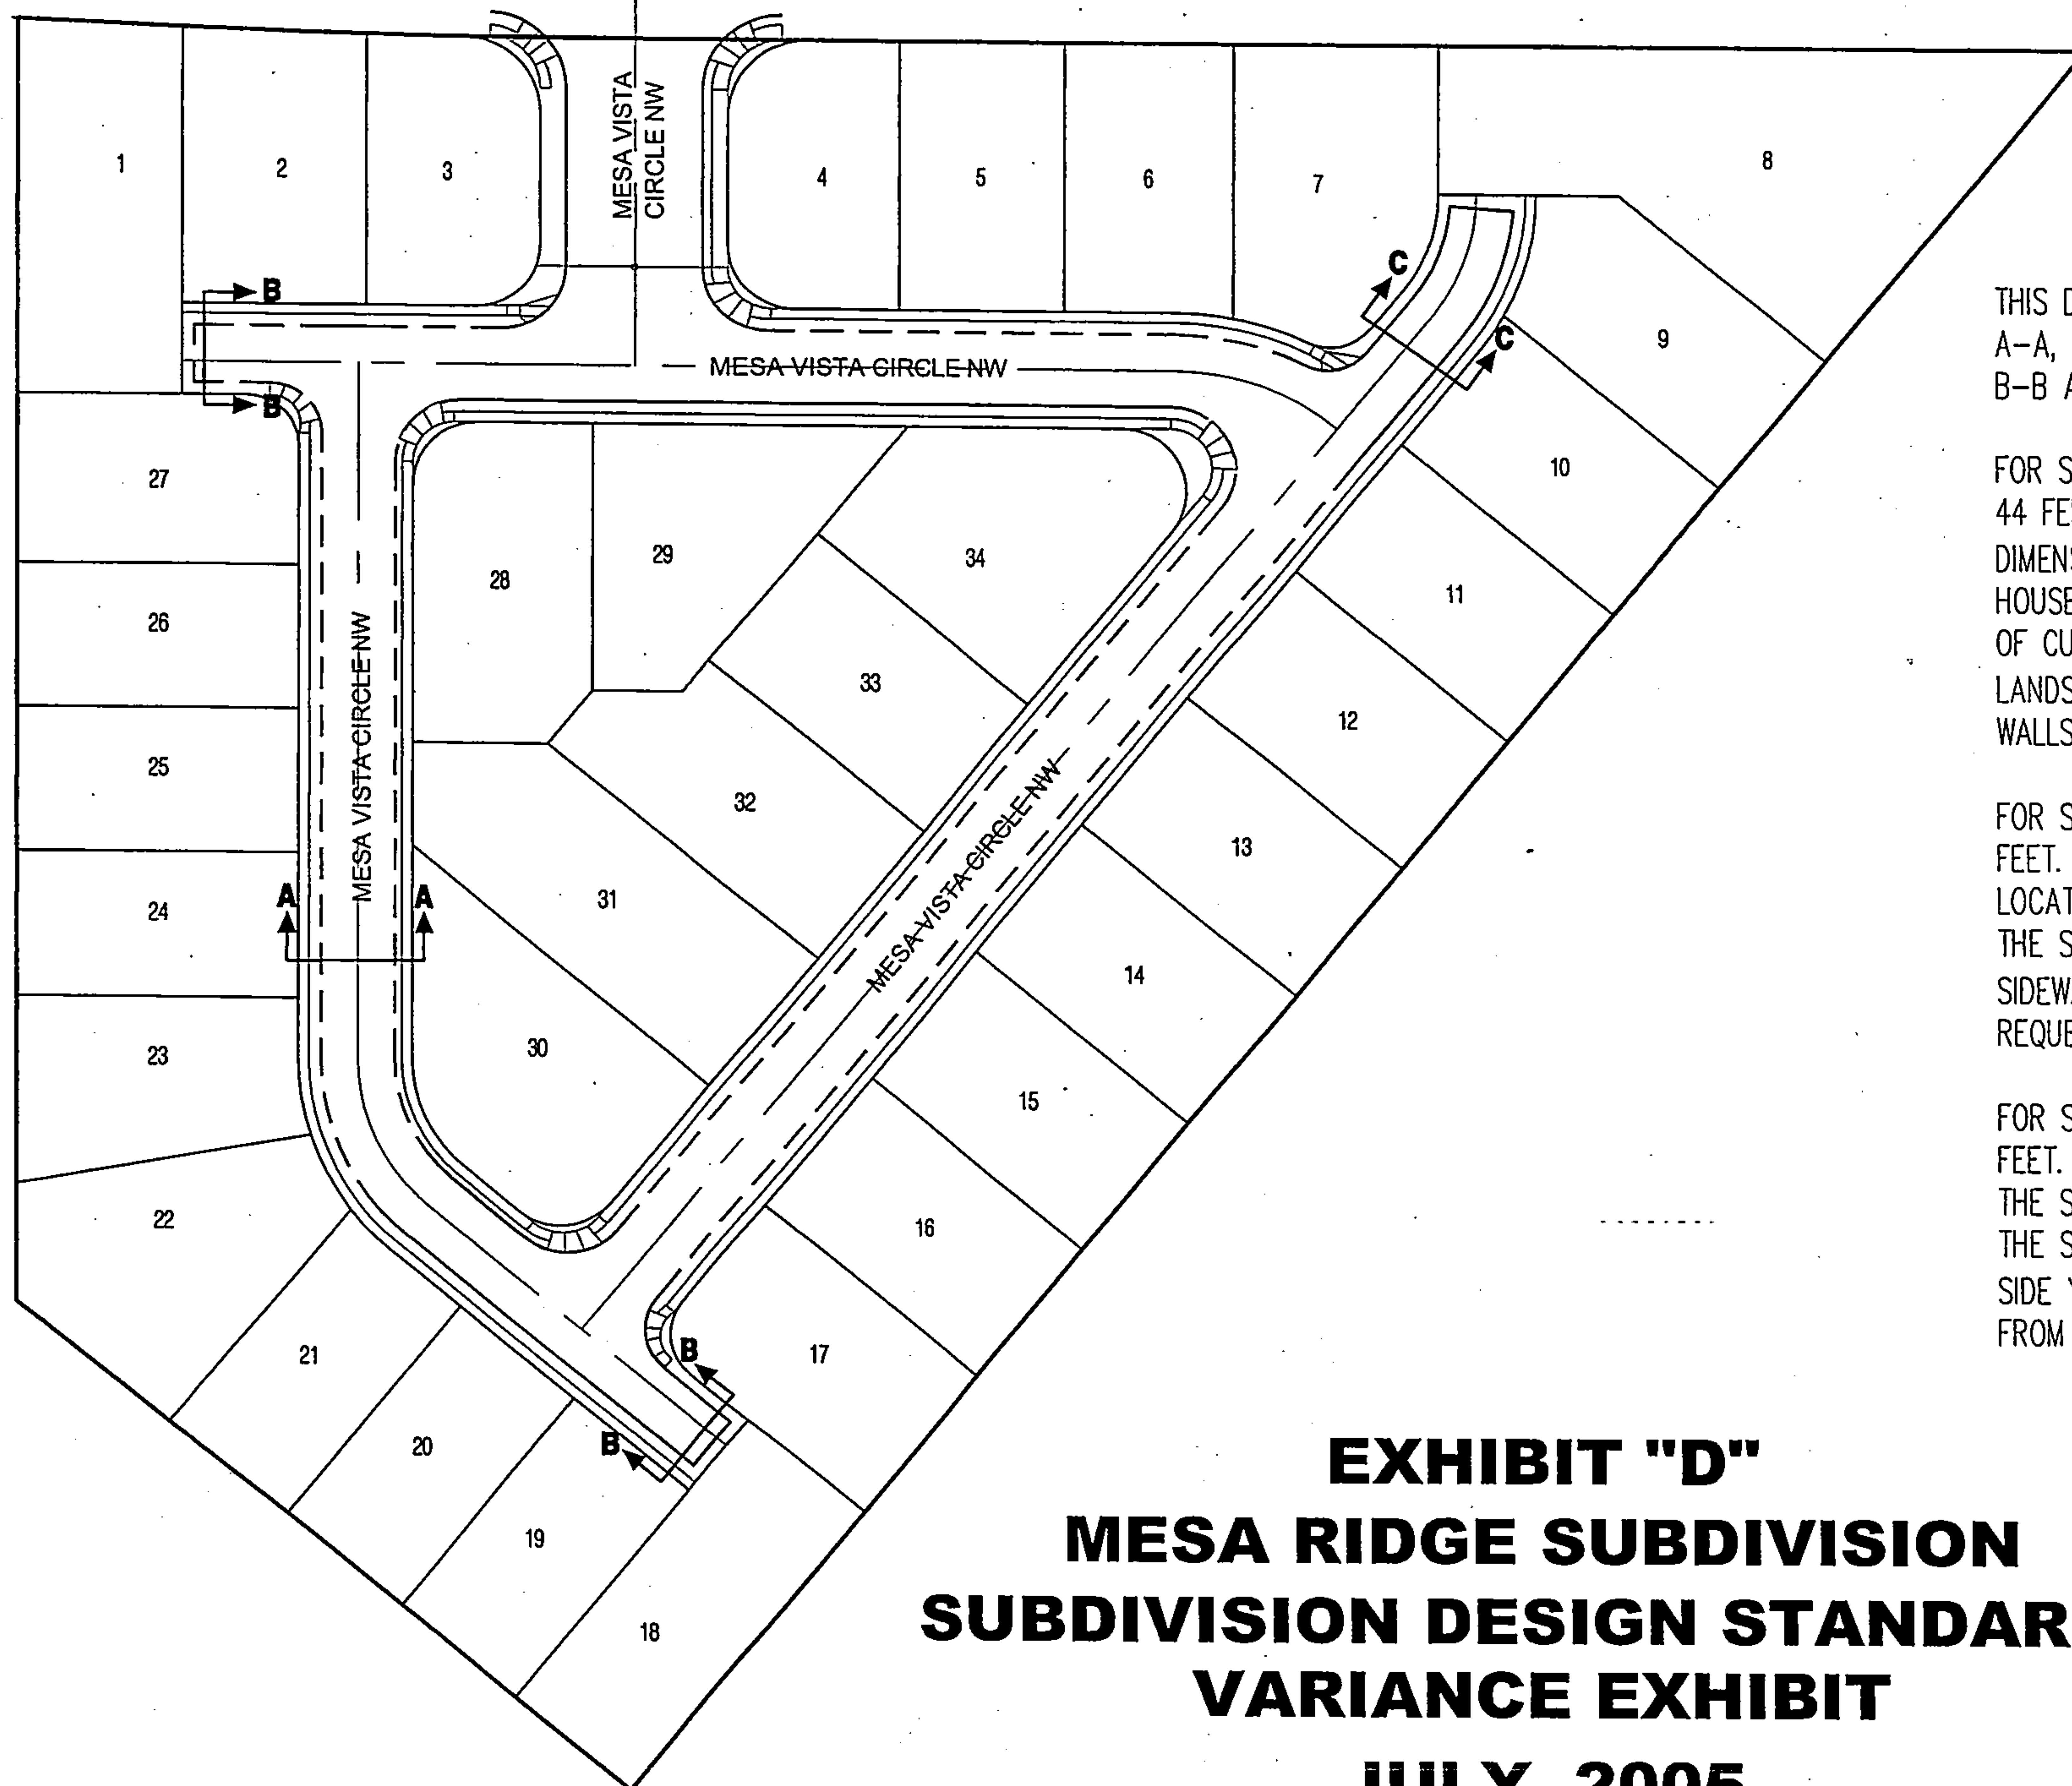 MESA VISTA
CIRCLE NW
1
2
3
4
5
6
7
8
B
B
C
C
MESA VISTA CIRCLE NW
9
10
11
12
13
14
15
16
17
18
19
20
21
22
23
24
25
26
27
28
29
34
33
32
31
30
MESA VISTA CIRCLE NW
A
A
MESA VISTA CIRCLE NW
B
B
THIS D
A-A,
B-B A
FOR S
44 FE
DIMENS
HOUSE
OF CU
LANDS
WALLS
FOR S
FEET.
LOCAT
THE S
SIDEWA
REQUE
FOR S
FEET.
THE S
THE S
SIDE Y
FROM
EXHIBIT "D"
MESA RIDGE SUBDIVISION
SUBDIVISION DESIGN STANDAR
VARIANCE EXHIBIT
JULY, 2005